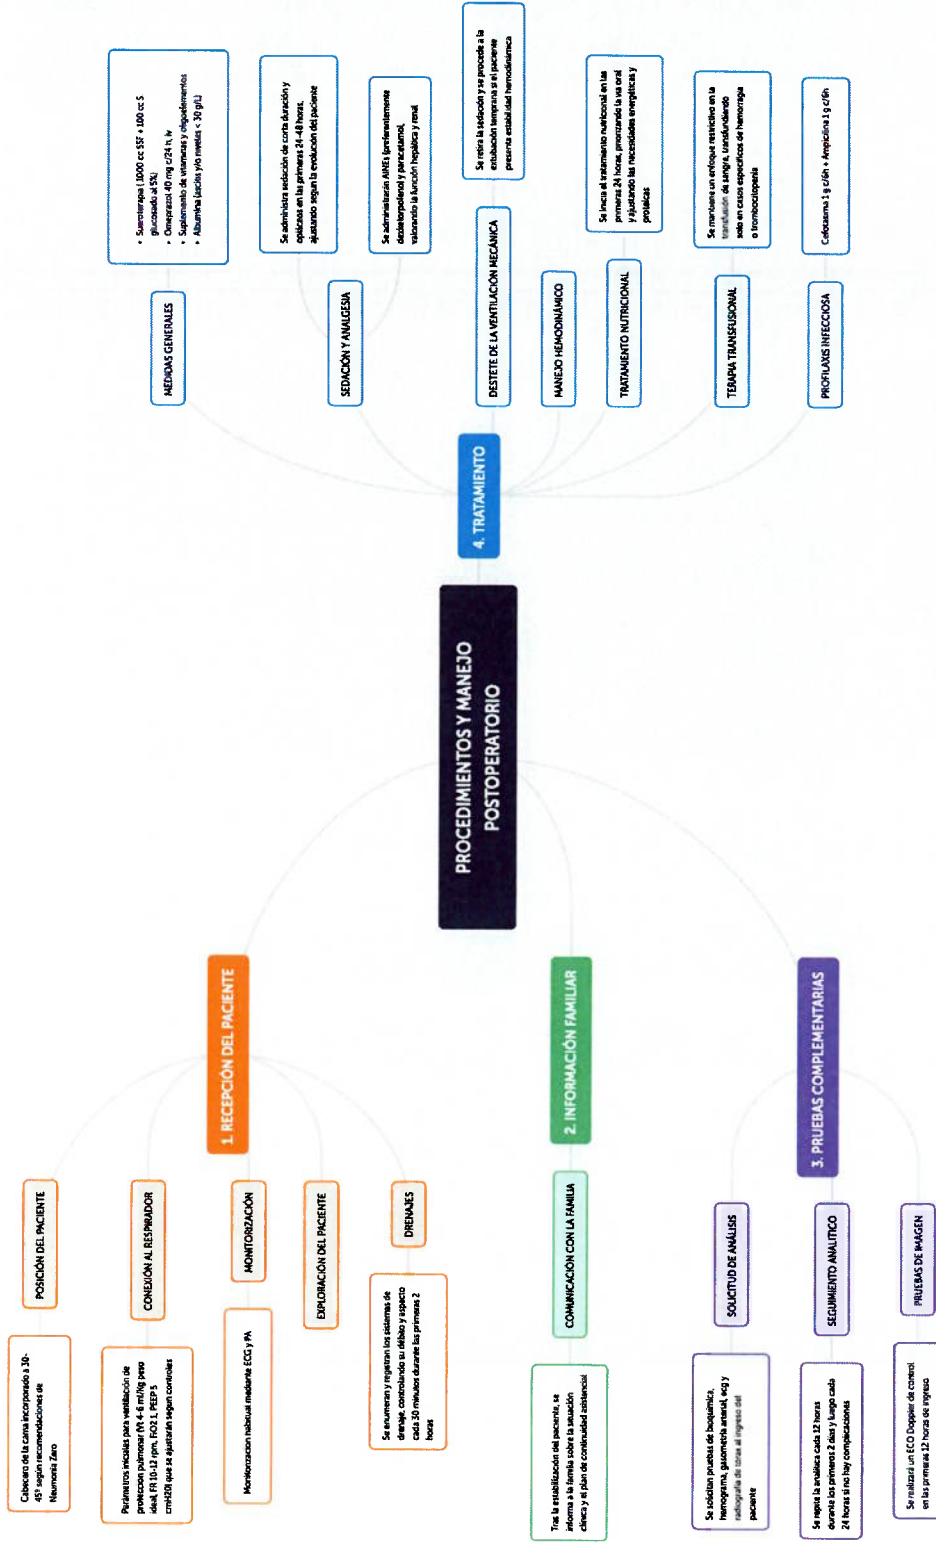 PROCEDIMIENTOS Y MANEJO
POSTOPERATORIO
1. RECEPCIÓN DEL PACIENTE
POSICIÓN DEL PACIENTE
Cabecero de la cama incorporado a 30-
45º según recomendaciones de
Neumonía Zero
CONEXIÓN AL RESPIRADOR
Parámetros iniciales para ventilación de
protección pulmonar (Vt 4-6 ml/Kg peso
ideal, FR 10-12 rpm, FiO2 1, PEEP 5
cmH20) que se ajustarán segun controles
MONITORIZACIÓN
Monitorizacion habitual mediante ECG y PA
EXPLORACIÓN DEL PACIENTE
DRENAJES
Se enumeran y registran los sistemas de
drenaje, controlando su débito y aspecto
cada 30 minutos durante las primeras 2
horas
2. INFORMACIÓN FAMILIAR
COMUNICACIÓN CON LA FAMILIA
Tras la estabilización del paciente, se
informa a la familia sobre la situación
clínica y el plan de continuidad asistencial
3. PRUEBAS COMPLEMENTARIAS
SOLICITUD DE ANÁLISIS
Se solicitan pruebas de bioquímica,
hemograma, gasometría arterial, ecg y
radiografía de tórax al ingreso del
paciente
SEGUIMIENTO ANALITICO
Se repite la analítica cada 12 horas
durante los primeros 2 días y luego cada
24 horas si no hay complicaciones
PRUEBAS DE IMAGEN
Se realizará un ECO Doppler de control
en las primeras 12 horas de ingreso
4. TRATAMIENTO
MEDIDAS GENERALES
• Sueroterapia (1000 cc SSF + 100 cc S
glucosado al 5%)
• Omeprazol 40 mg c/24 h, iv
• Suplemento de vitaminas y oligoelementos
• Albumina (ascitis y/o niveles < 30 g/L)
SEDACIÓN Y ANALGESIA
Se administra sedación de corta duración y
opiáceos en las primeras 24-48 horas,
ajustando segun la evolución del paciente
Se administrarán AINEs (preferentemente
dexketorpofenol y paracetamol,
valorando la función hepática y renal
DESTETE DE LA VENTILACIÓN MECÁNICA
Se retira la sedación y se procede a la
extubación temprana si el paciente
presenta estabilidad hemodinámica
MANEJO HEMODINÁMICO
TRATAMIENTO NUTRICIONAL
Se inicia el tratamiento nutricional en las
primeras 24 horas, priorizando la via oral
y ajustando las necesidades energéticas y
proteicas
TERAPIA TRANSFUSIONAL
Se mantiene un enfoque restrictivo en la
transfusión de sangre, transfundiendo
solo en casos específicos de hemorragia
o trombocitopenia
PROFILAXIS INFECCIOSA
Cefotaxima 1 g c/6h + Ampicilina 1 g c/6h